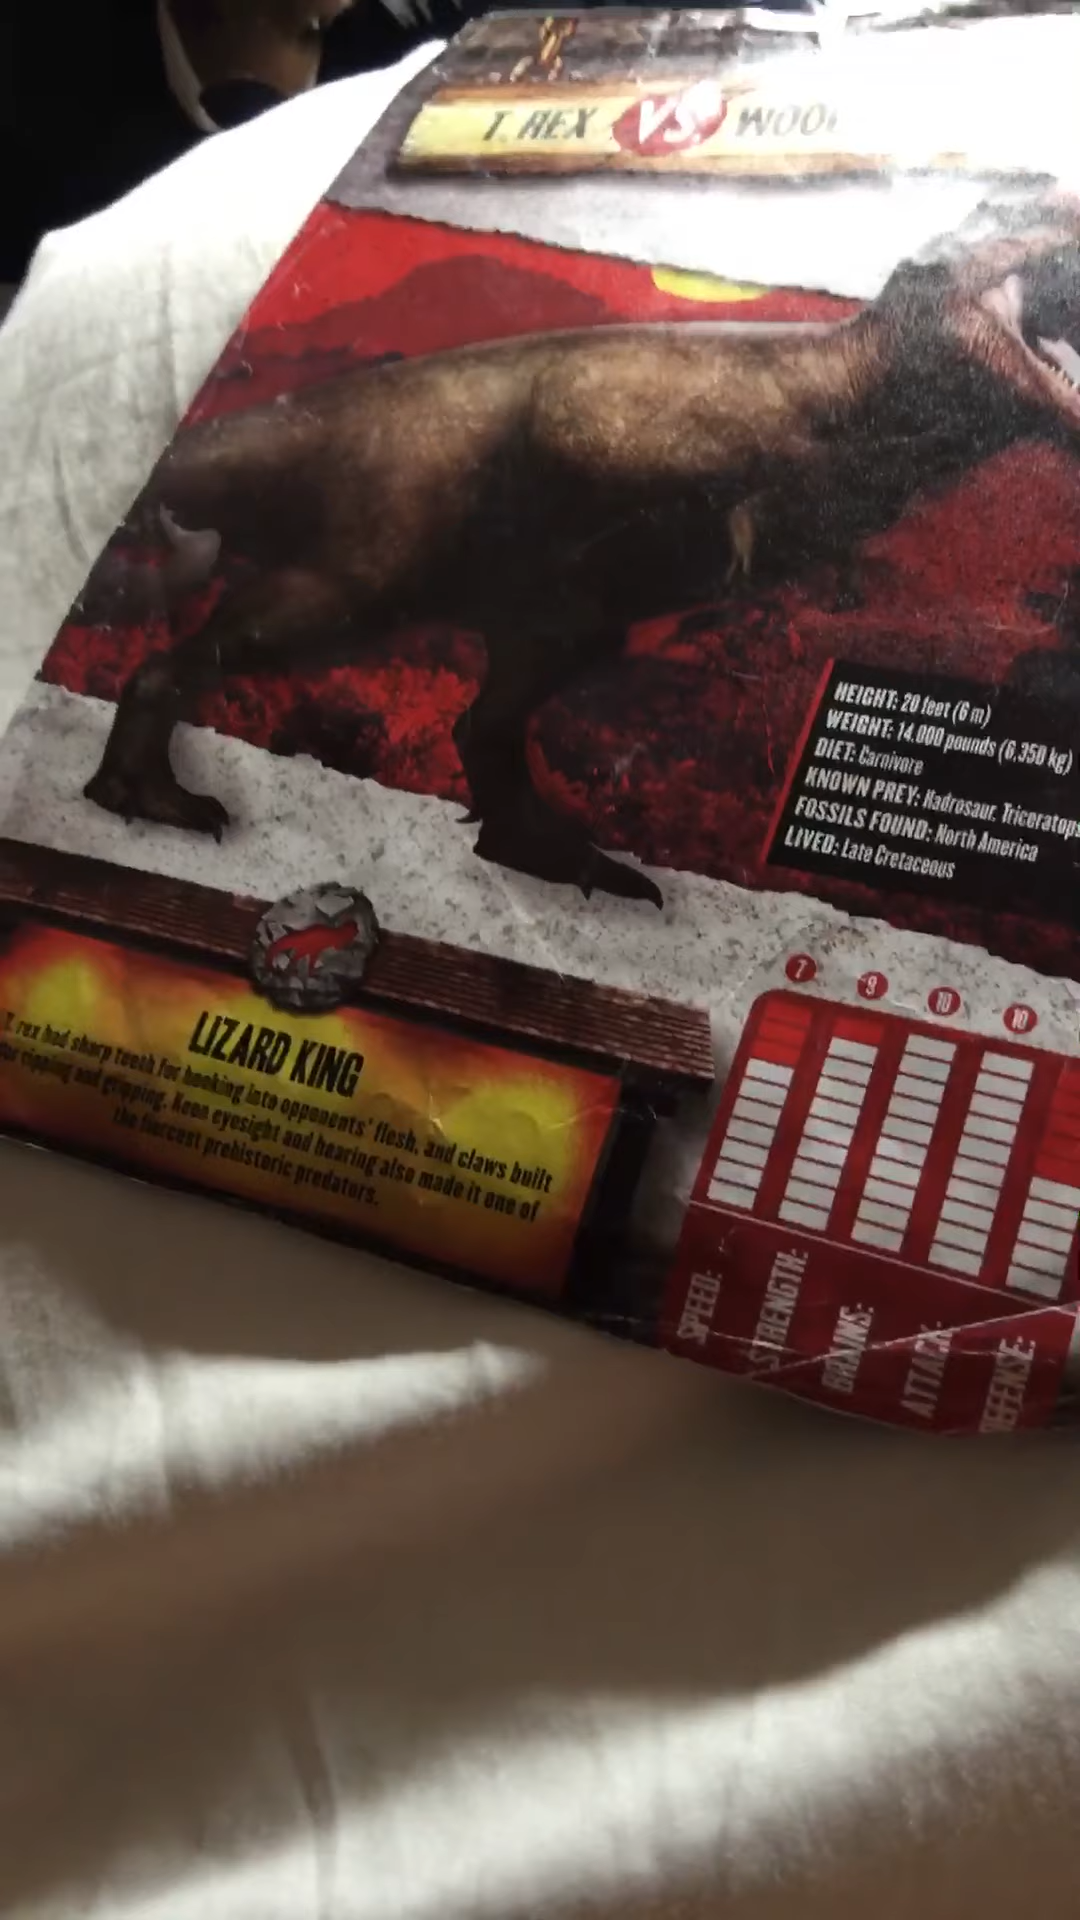 T. REX VS.
HEIGHT: 20 feet (6 m)
WEIGHT: 14,000 pounds (6,350 kg)
DIET: Carnivore
KNOWN PREY: Hadrosaur, Triceratops
FOSSILS FOUND: North America
LIVED: Late Cretaceous
LIZARD KING
T. rex had sharp teeth for hooking into opponents' flesh, and claws built
for ripping and gripping. Keen eyesight and hearing also made it one of
the fiercest prehistoric predators.
7 9 10 10
SPEED:
STRENGTH:
BRAINS:
ATTACK:
DEFENSE: